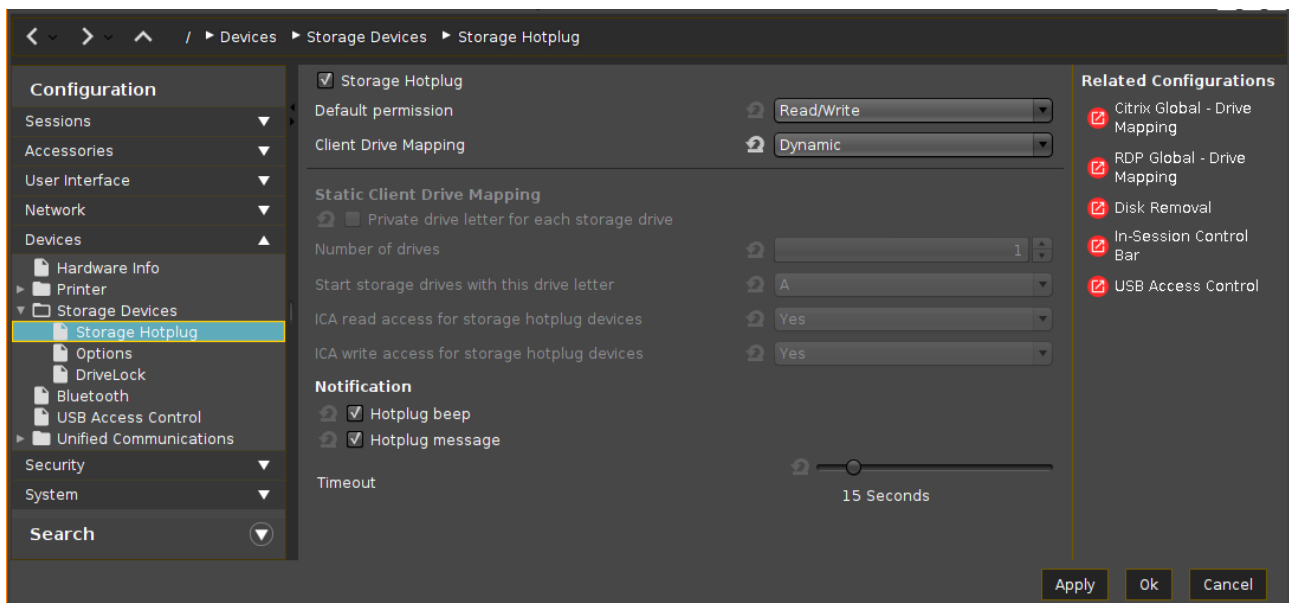 / Devices Storage Devices Storage Hotplug
Configuration
Sessions
Accessories
User Interface
Network
Devices
Hardware Info
Printer
Storage Devices
Storage Hotplug
Options
DriveLock
Bluetooth
USB Access Control
Unified Communications
Security
System
Search
Storage Hotplug
Default permission Read/Write
Client Drive Mapping Dynamic
Static Client Drive Mapping
Private drive letter for each storage drive
Number of drives 1
Start storage drives with this drive letter A
ICA read access for storage hotplug devices Yes
ICA write access for storage hotplug devices Yes
Notification
Hotplug beep
Hotplug message
Timeout
15 Seconds
Related Configurations
Citrix Global - Drive
Mapping
RDP Global - Drive
Mapping
Disk Removal
In-Session Control
Bar
USB Access Control
Apply Ok Cancel